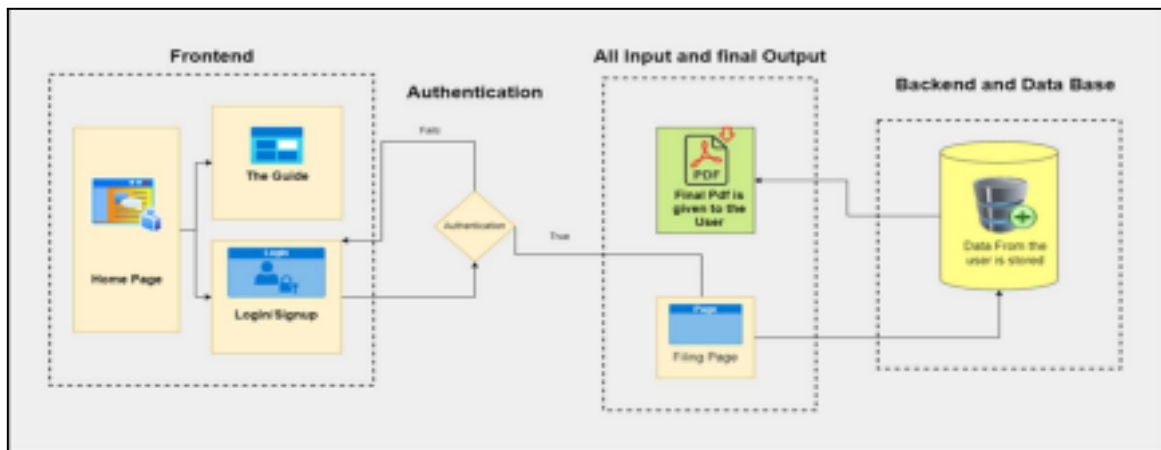 Frontend
Authentication
All Input and final Output
Backend and Data Base
The Guide
Home Page
Login
Login/Signup
Fails
Authentication
True
PDF
Final Pdf is
given to the
User
Page
Filing Page
Data From the
user is stored